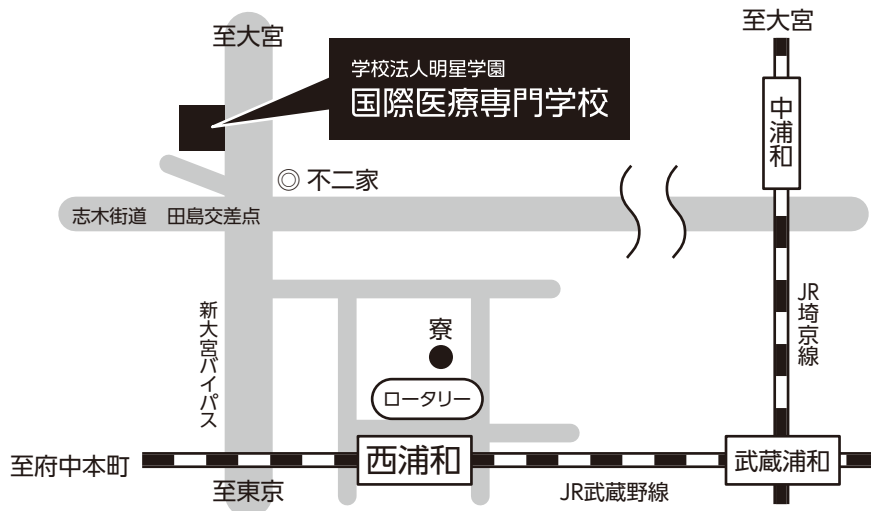 至大宮
至大宮
学校法人明星学園
国際医療専門学校
中浦和
◎ 不二家
志木街道　田島交差点
新大宮バイパス
JR埼京線
寮
ロータリー
至府中本町
西浦和
武蔵浦和
至東京
JR武蔵野線